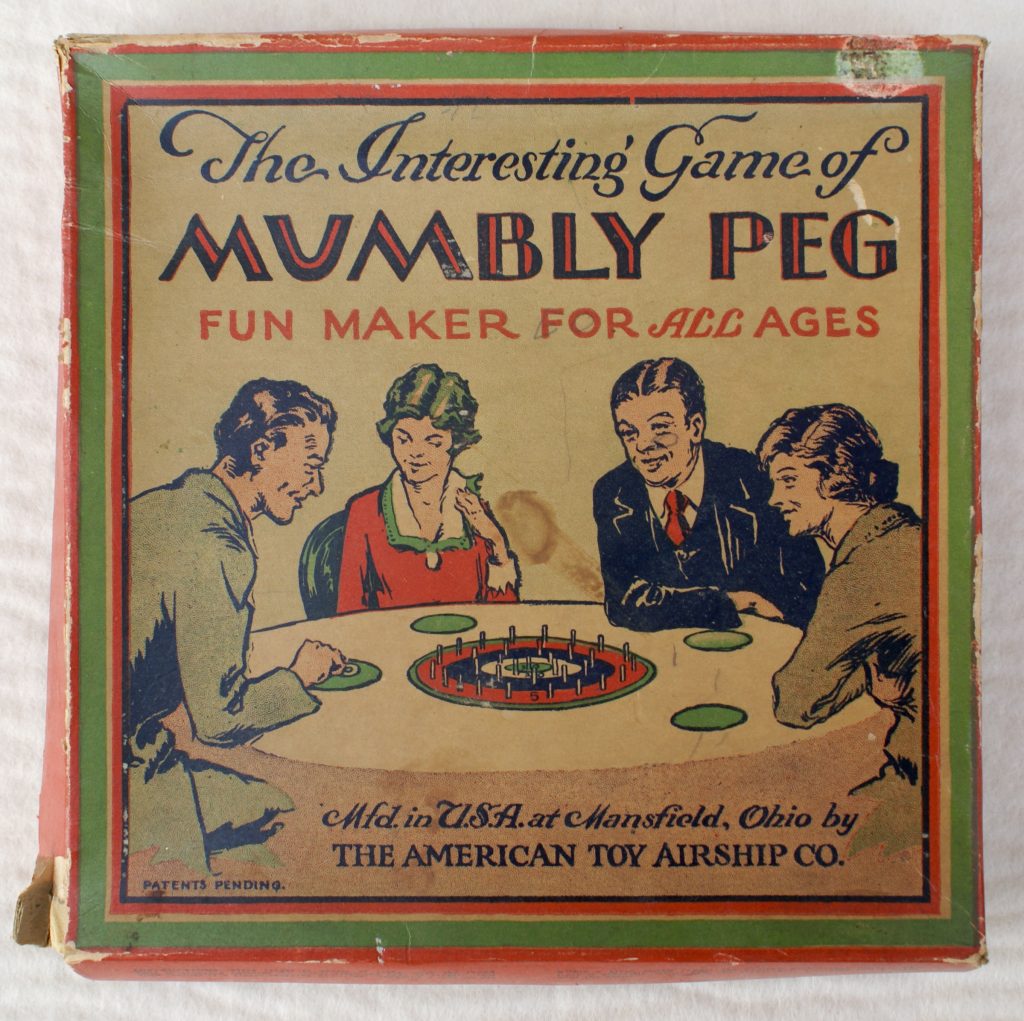 The Interesting Game of
MUMBLY PEG
FUN MAKER FOR ALL AGES
5
Mfd. in U.S.A. at Mansfield, Ohio by
THE AMERICAN TOY AIRSHIP CO.
PATENTS PENDING.